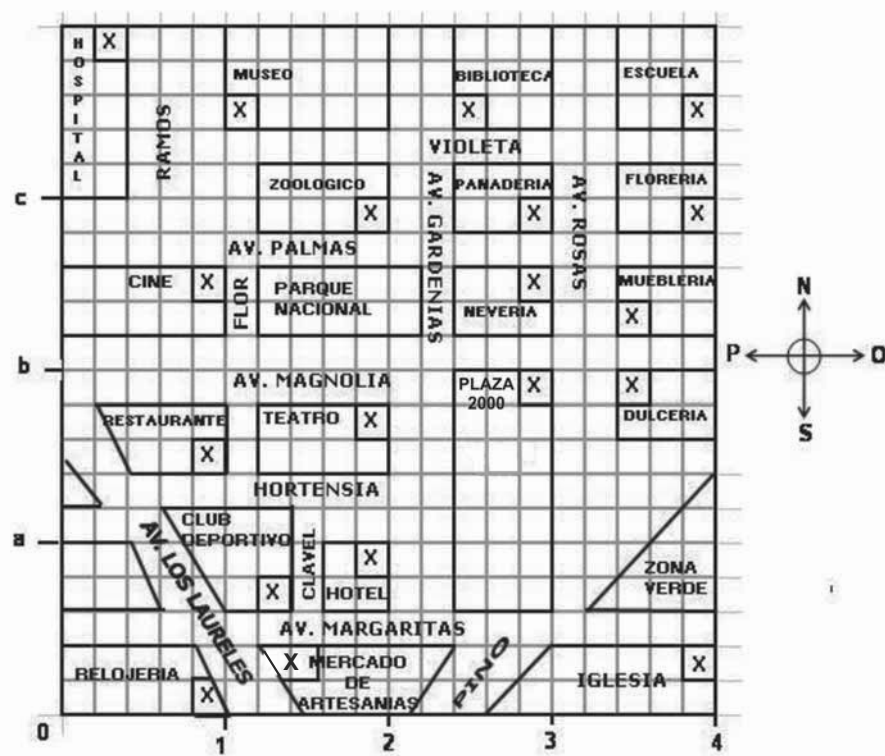 HOSPITAL
X
RAMOS
MUSEO
X
BIBLIOTECA
X
ESCUELA
X
VIOLETA
c
ZOOLOGICO
X
AV. GARDENIAS
PANADERIA
X
AV. ROSAS
FLORERIA
X
AV. PALMAS
CINE
X
FLOR
PARQUE
NACIONAL
X
NEVERIA
MUEBLERIA
X
N
P
O
S
b
AV. MAGNOLIA
PLAZA
2000
X
X
DULCERIA
RESTAURANTE
X
TEATRO
X
HORTENSIA
a
CLUB
DEPORTIVO
X
AV. LOS LAURELES
CLAVEL
X
HOTEL
ZONA
VERDE
AV. MARGARITAS
RELOJERIA
X
X
MERCADO
DE
ARTESANIAS
PINO
IGLESIA
X
0
1
2
3
4